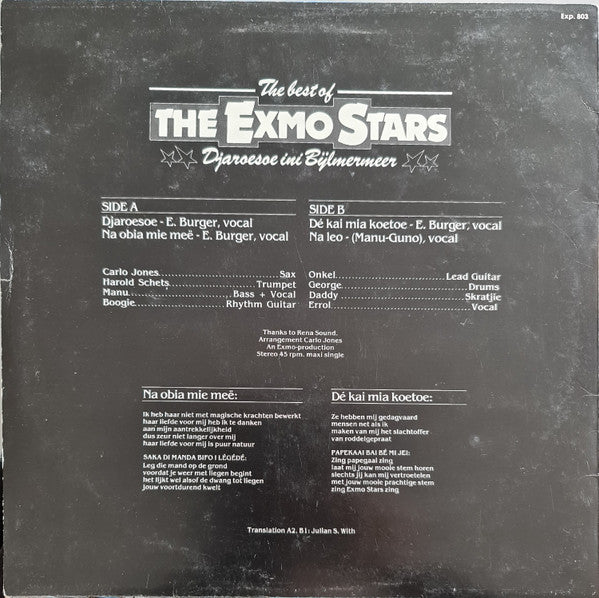 Exp. 803
The best of
THE EXMO STARS
Djaroesoe ini Bijlmermeer
SIDE A
Djaroesoe - E. Burger, vocal
Na obia mie meê - E. Burger, vocal
SIDE B
Dé kai mia koetoe - E. Burger, vocal
Na leo - (Manu-Guno), vocal
Carlo Jones Sax
Harold Schets Trumpet
Manu Bass + Vocal
Boogie Rhythm Guitar
Onkel Lead Guitar
George Drums
Daddy Skratjie
Errol Vocal
Thanks to Rena Sound.
Arrangement Carlo Jones
An Exmo-production
Stereo 45 rpm. maxi single
Na obia mie meê:
Ik heb haar niet met magische krachten bewerkt
haar liefde voor mij heb ik te danken
aan mijn aantrekkelijkheid
dus zeur niet langer over mij
haar liefde voor mij is puur natuur
SAKA DI MANDA BIFO I LÉGÉDÉ:
Leg die mand op de grond
voordat je weer met liegen begint
het lijkt wel alsof de dwang tot liegen
jouw voortdurend kwelt
Dé kai mia koetoe:
Ze hebben mij gedagvaard
mensen net als ik
maken van mij het slachtoffer
van roddelgepraat
PAPEKAAI BAI BÉ MI JEI:
Zing papegaai zing
laat mij jouw mooie stem horen
slechts jij kan mij vertroetelen
met jouw mooie prachtige stem
zing Exmo Stars zing
Translation A2, B1: Julian S. With